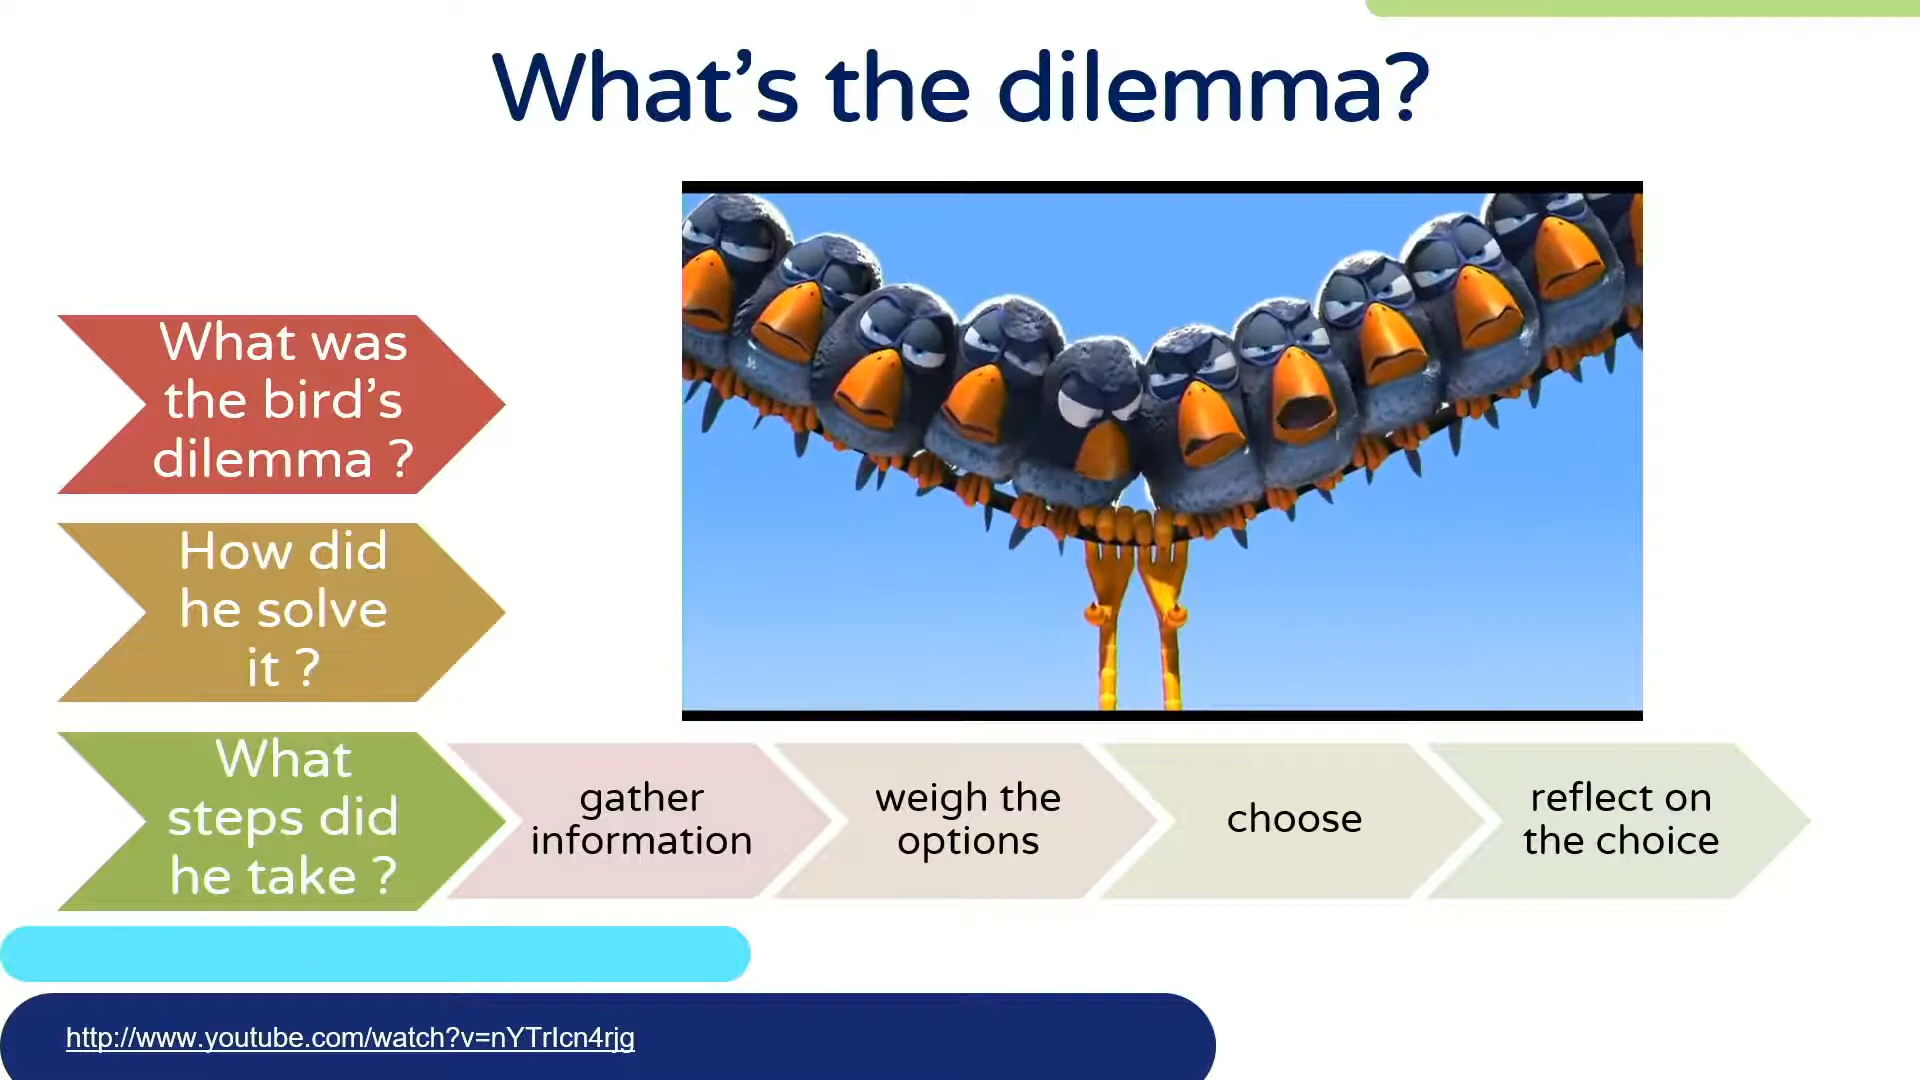 What’s the dilemma?
What was
the bird’s
dilemma ?
How did
he solve
it ?
What
steps did
he take ?
gather
information
weigh the
options
choose
reflect on
the choice
http://www.youtube.com/watch?v=nYTrIcn4rjg